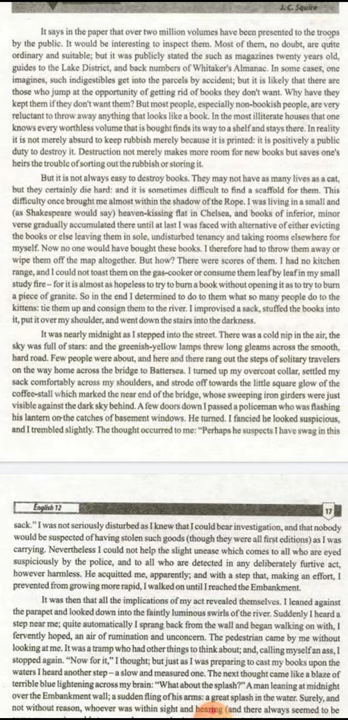 J.C. Squire
It says in the paper that over two million volumes have been presented to the troops
by the public. It would be interesting to inspect them. Most of them, no doubt, are quite
ordinary and suitable; but it was publicly stated the such as magazines twenty years old,
guides to the Lake District, and back numbers of Whitaker's Almanac. In some cases, one
imagines, such indigestibles get into the parcels by accident; but it is likely that there are
those who jump at the opportunity of getting rid of books they don't want. Why have they
kept them if they don't want them? But most people, especially non-bookish people, are very
reluctant to throw away anything that looks like a book. In the most illiterate houses that one
knows every worthless volume that is bought finds its way to a shelf and stays there. In reality
it is not merely absurd to keep rubbish merely because it is printed: it is positively a public
duty to destroy it. Destruction not merely makes more room for new books but saves one's
heirs the trouble of sorting out the rubbish or storing it.
But it is not always easy to destroy books. They may not have as many lives as a cat,
but they certainly die hard: and it is sometimes difficult to find a scaffold for them. This
difficulty once brought me almost within the shadow of the Rope. I was living in a small and
(as Shakespeare would say) heaven-kissing flat in Chelsea, and books of inferior, minor
verse gradually accumulated there until at last I was faced with alternative of either evicting
the books or else leaving them in sole, undisturbed tenancy and taking rooms elsewhere for
myself. Now no one would have bought these books. I therefore had to throw them away or
wipe them off the map altogether. But how? There were scores of them. I had no kitchen
range, and I could not toast them on the gas-cooker or consume them leaf by leaf in my small
study fire – for it is almost as hopeless to try to burn a book without opening it as to try to burn
a piece of granite. So in the end I determined to do to them what so many people do to the
kittens: tie them up and consign them to the river. I improvised a sack, stuffed the books into
it, put it over my shoulder, and went down the stairs into the darkness.
It was nearly midnight as I stepped into the street. There was a cold nip in the air, the
sky was full of stars: and the greenish-yellow lamps threw long gleams across the smooth,
hard road. Few people were about, and here and there rang out the steps of solitary travelers
on the way home across the bridge to Battersea. I turned up my overcoat collar, settled my
sack comfortably across my shoulders, and strode off towards the little square glow of the
coffee-stall which marked the near end of the bridge, whose sweeping iron girders were just
visible against the dark sky behind. A few doors down I passed a policeman who was flashing
his lantern on the catches of basement windows. He turned. I fancied he looked suspicious,
and I trembled slightly. The thought occurred to me: "Perhaps he suspects I have swag in this
English 12
17
sack." I was not seriously disturbed as I knew that I could bear investigation, and that nobody
would be suspected of having stolen such goods (though they were all first editions) as I was
carrying. Nevertheless I could not help the slight unease which comes to all who are eyed
suspiciously by the police, and to all who are detected in any deliberately furtive act,
however harmless. He acquitted me, apparently; and with a step that, making an effort, I
prevented from growing more rapid, I walked on until I reached the Embankment.
It was then that all the implications of my act revealed themselves. I leaned against
the parapet and looked down into the faintly luminous swirls of the river. Suddenly I heard a
step near me; quite automatically I sprang back from the wall and began walking on with, I
fervently hoped, an air of rumination and unconcern. The pedestrian came by me without
looking at me. It was a tramp who had other things to think about; and, calling myself an ass, I
stopped again. "Now for it," I thought; but just as I was preparing to cast my books upon the
waters I heard another step – a slow and measured one. The next thought came like a blaze of
terrible blue lightening across my brain: "What about the splash?" A man leaning at midnight
over the Embankment wall; a sudden fling of his arms: a great splash in the water. Surely, and
not without reason, whoever was within sight and hearing (and there always seemed to be